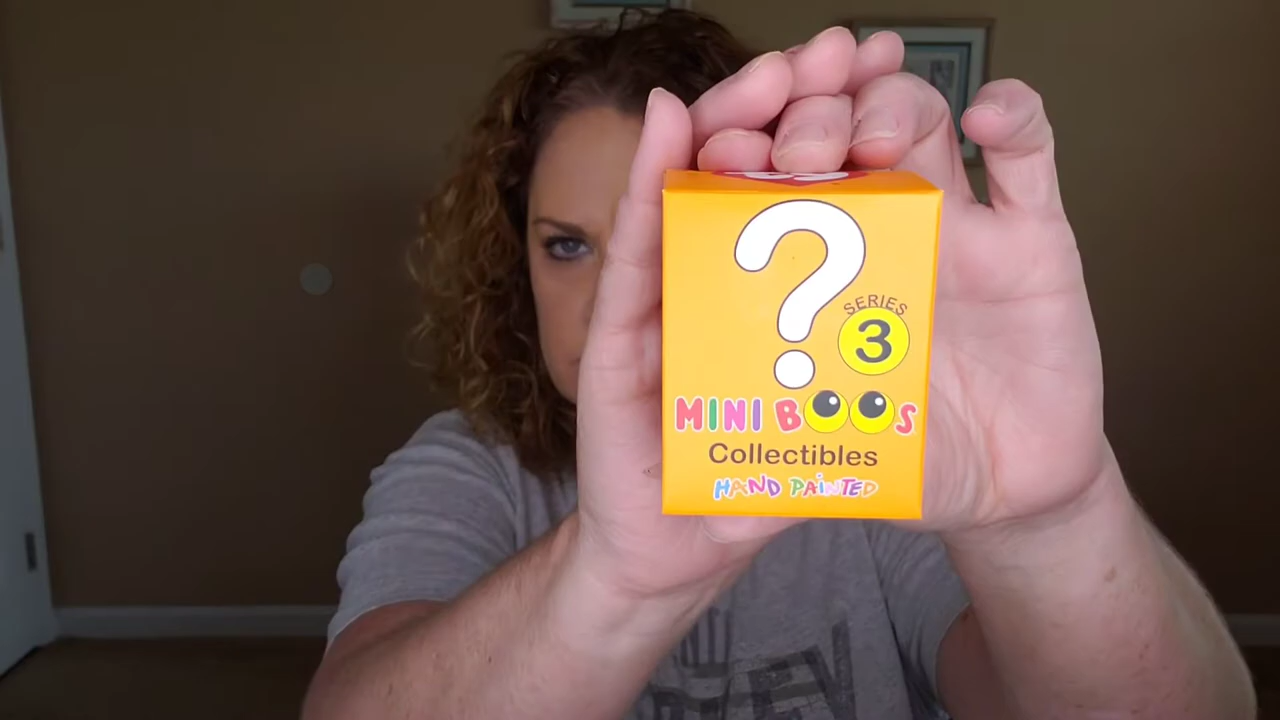 ?
SERIES
3
MINI BOOS
Collectibles
HAND PAINTED